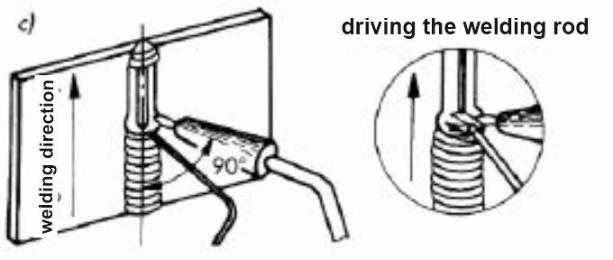 c)
driving the welding rod
welding direction
90°